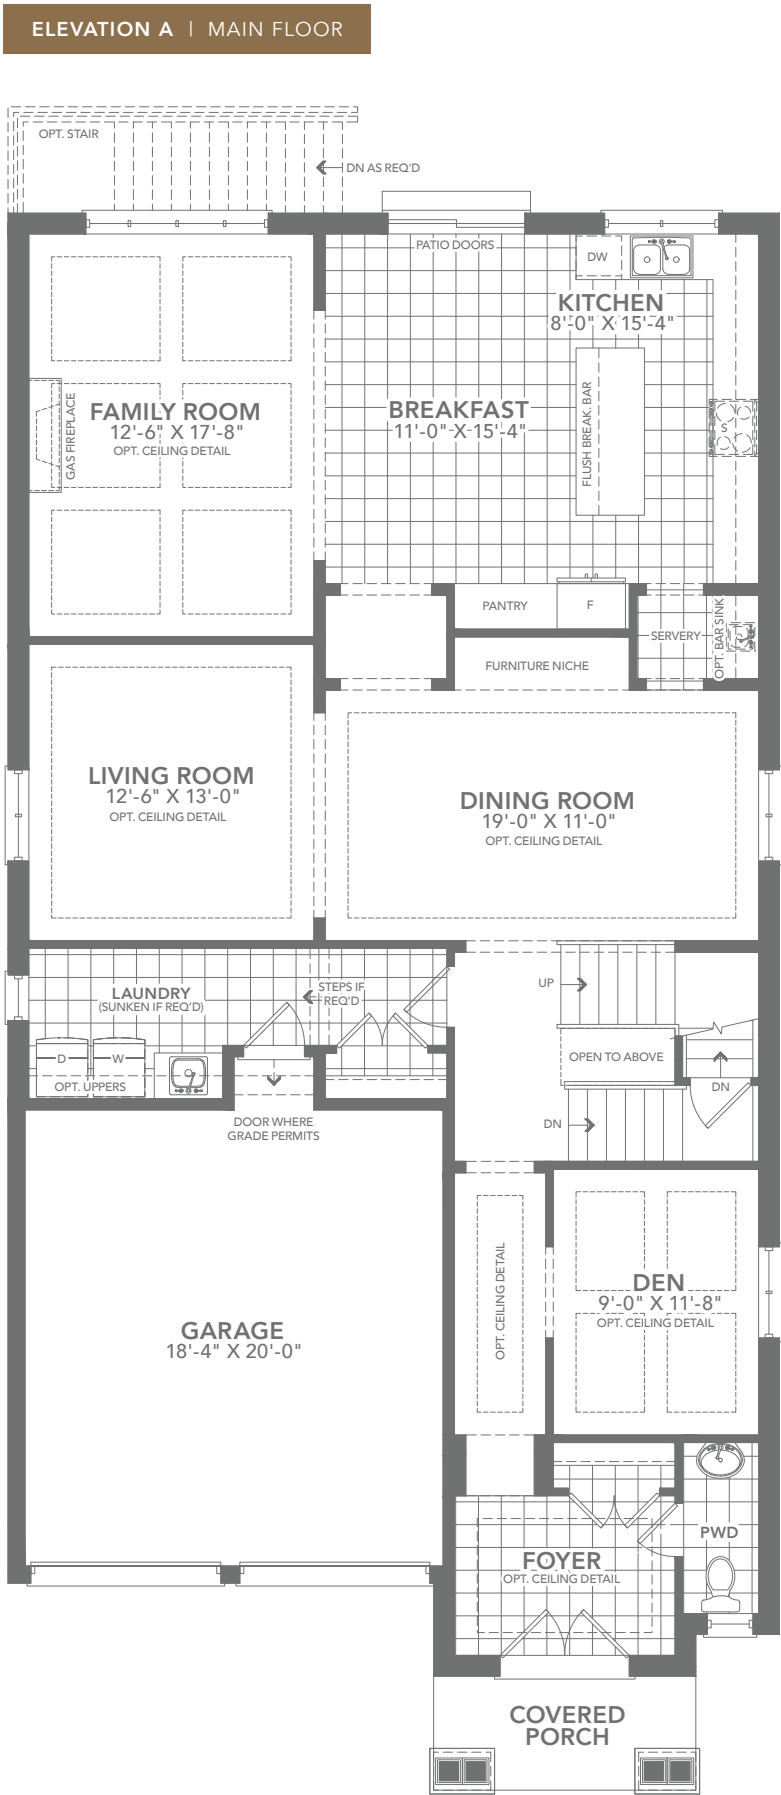 ELEVATION A | MAIN FLOOR
OPT. STAIR
DN AS REQ'D
PATIO DOORS
DW
KITCHEN
8'-0" X 15'-4"
FAMILY ROOM
12'-6" X 17'-8"
OPT. CEILING DETAIL
GAS FIREPLACE
BREAKFAST
11'-0" X 15'-4"
FLUSH BREAK. BAR
S
PANTRY
F
SERVERY
OPT. BAR SINK
FURNITURE NICHE
LIVING ROOM
12'-6" X 13'-0"
OPT. CEILING DETAIL
DINING ROOM
19'-0" X 11'-0"
OPT. CEILING DETAIL
LAUNDRY
(SUNKEN IF REQ'D)
STEPS IF
REQ'D
UP
D
W
OPT. UPPERS
OPEN TO ABOVE
DN
DN
DOOR WHERE
GRADE PERMITS
OPT. CEILING DETAIL
DEN
9'-0" X 11'-8"
OPT. CEILING DETAIL
GARAGE
18'-4" X 20'-0"
PWD
FOYER
OPT. CEILING DETAIL
COVERED
PORCH